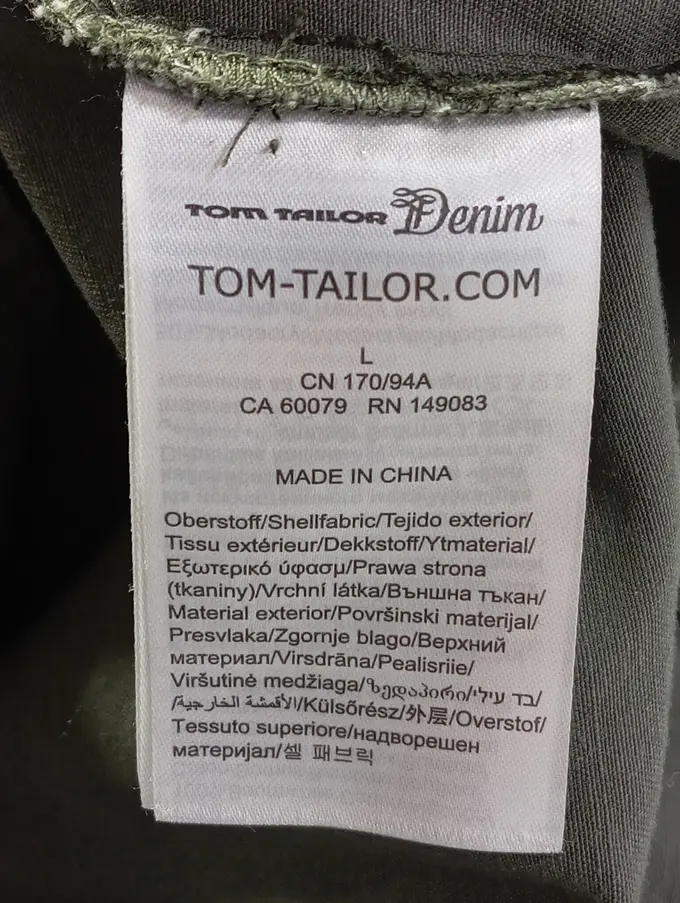 TOM TAILOR Denim
TOM-TAILOR.COM
L
CN 170/94A
CA 60079 RN 149083
MADE IN CHINA
Oberstoff/Shellfabric/Tejido exterior/
Tissu extérieur/Dekkstoff/Ytmaterial/
Εξωτερικό ύφασμ/Prawa strona
(tkaniny)/Vrchní látka/Външна тъкан/
Material exterior/Površinski materijal/
Presvlaka/Zgornje blago/Верхний
материал/Virsdrāna/Pealisriie/
Viršutinė medžiaga/ზედაპირი/בד עילי/
الأقمشة الخارجية/Külsőrész/外层/Overstof/
Tessuto superiore/надворешен
материјал/셸 패브릭